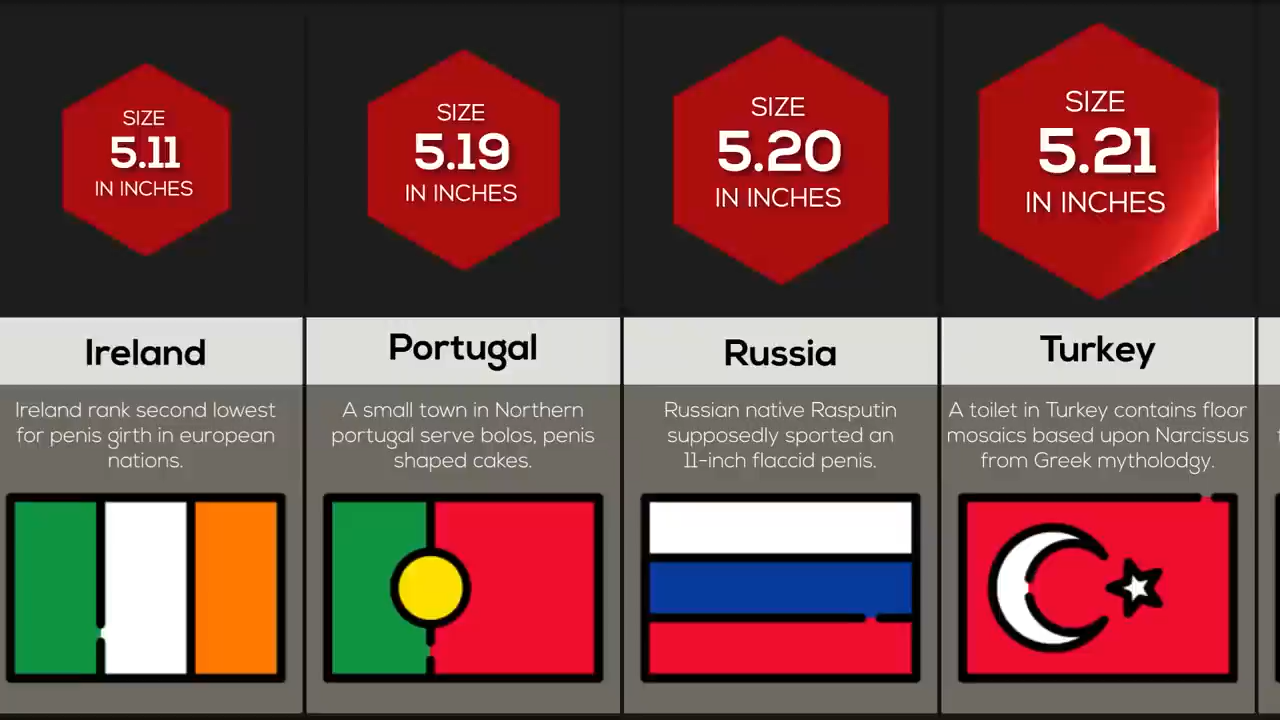 SIZE
5.11
IN INCHES
Ireland
Ireland rank second lowest
for penis girth in european
nations.
SIZE
5.19
IN INCHES
Portugal
A small town in Northern
portugal serve bolos, penis
shaped cakes.
SIZE
5.20
IN INCHES
Russia
Russian native Rasputin
supposedly sported an
11-inch flaccid penis.
SIZE
5.21
IN INCHES
Turkey
A toilet in Turkey contains floor
mosaics based upon Narcissus
from Greek mytholodgy.